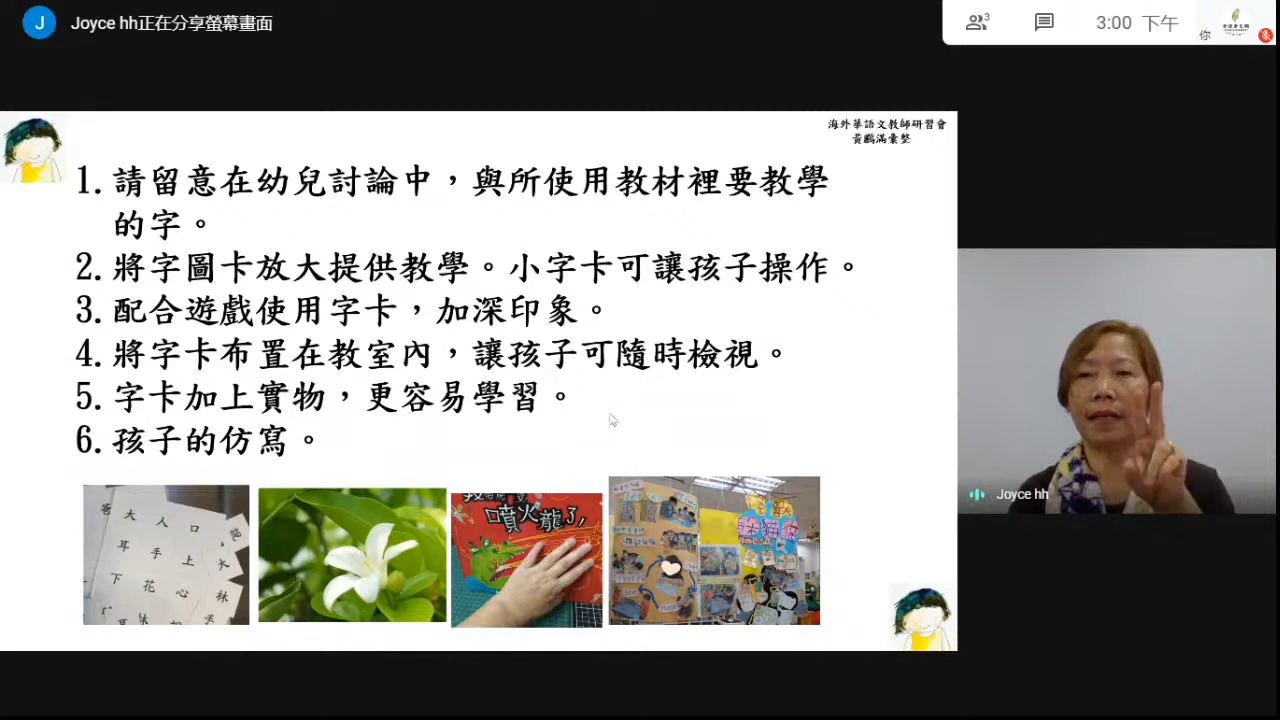 J
Joyce hh正在分享螢幕畫面
3
3:00 下午
你
海外華語文教師研習會
黃鸝滿彙整
1. 請留意在幼兒討論中，與所使用教材裡要教學
的字。
2. 將字圖卡放大提供教學。小字卡可讓孩子操作。
3. 配合遊戲使用字卡，加深印象。
4. 將字卡布置在教室內，讓孩子可隨時檢視。
5. 字卡加上實物，更容易學習。
6. 孩子的仿寫。
大 人 口
耳 手 上
大
下 花 心
林
噴火龍了!
Joyce hh